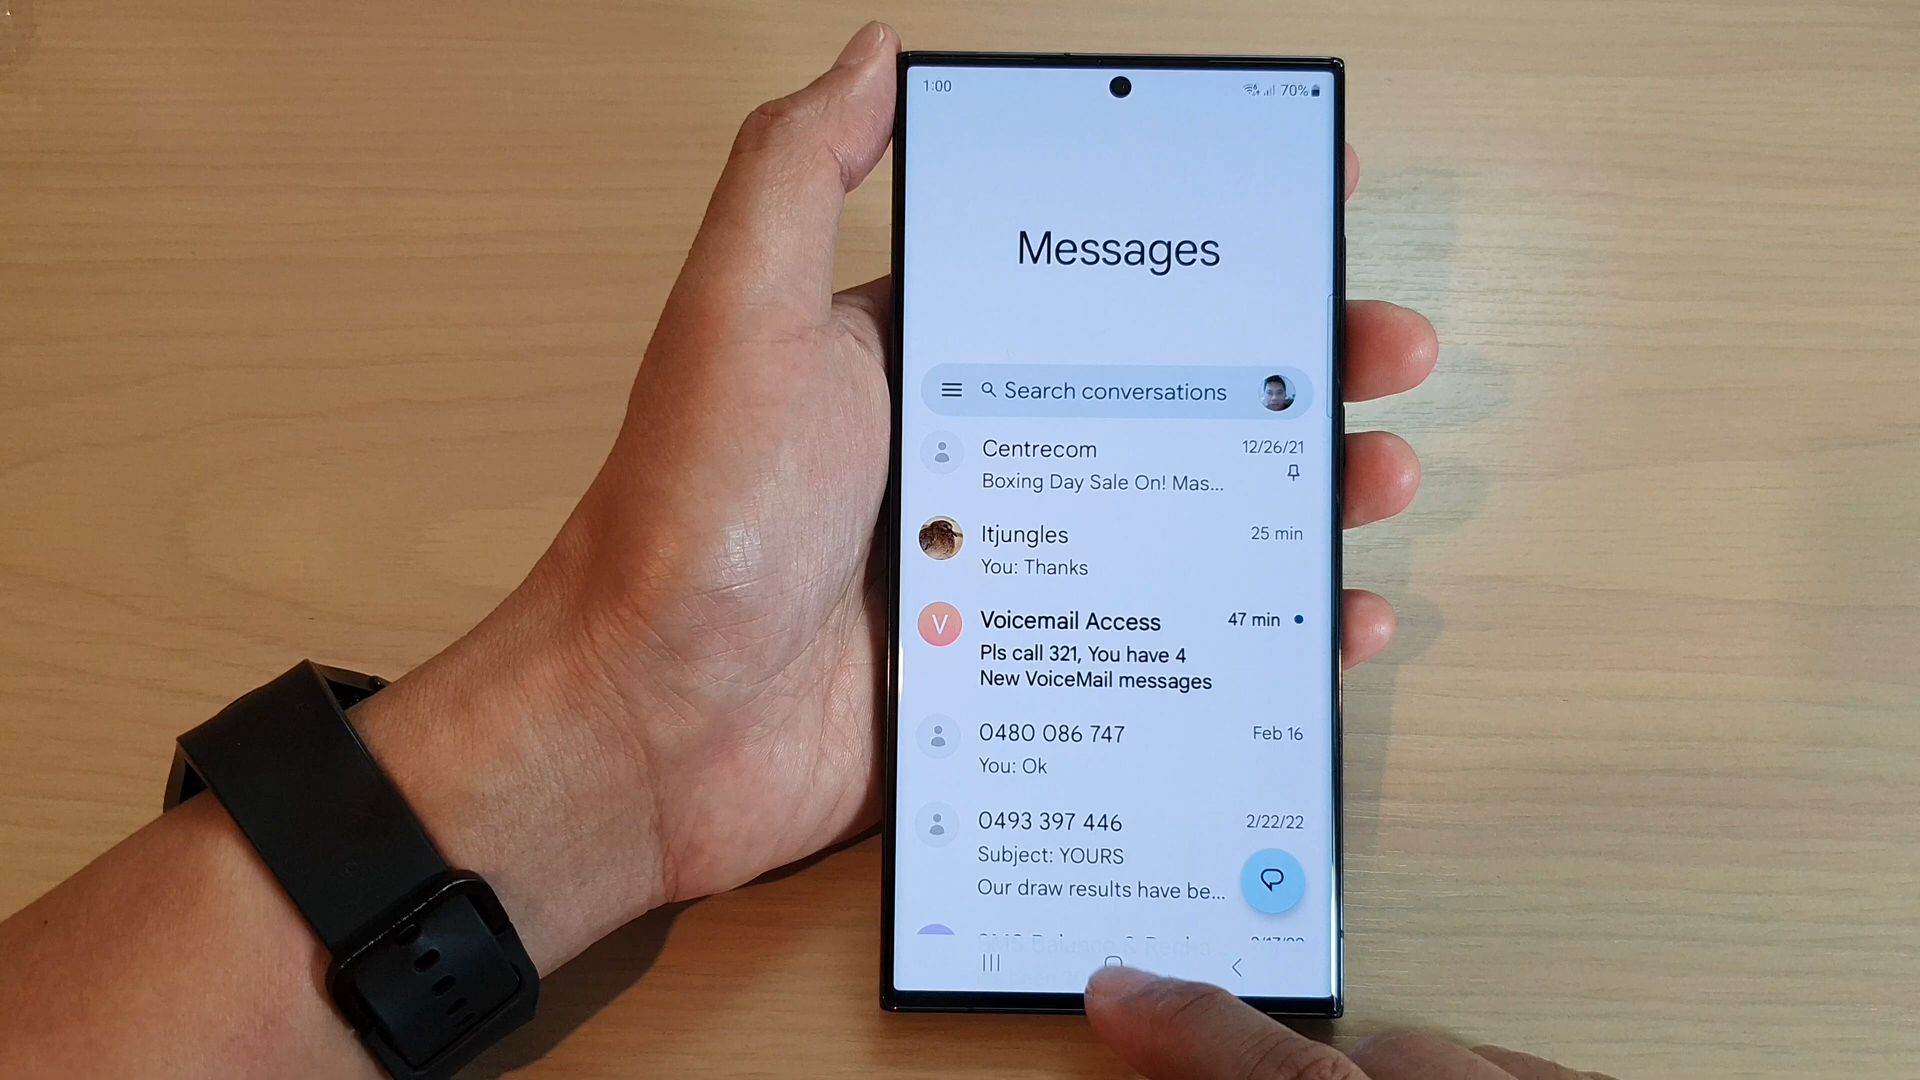 1:00
70%
Messages
Search conversations
Centrecom
12/26/21
Boxing Day Sale On! Mas...
Itjungles
25 min
You: Thanks
V
Voicemail Access
47 min
Pls call 321, You have 4
New VoiceMail messages
0480 086 747
Feb 16
You: Ok
0493 397 446
2/22/22
Subject: YOURS
Our draw results have be...